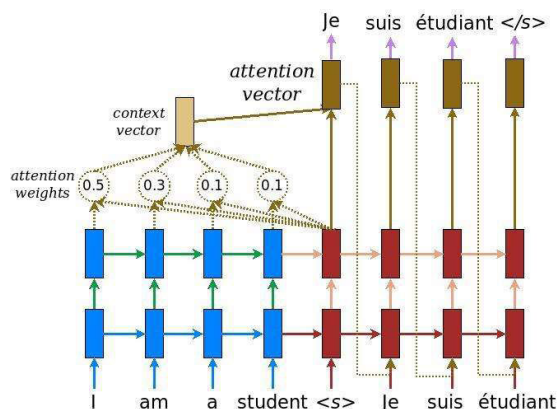 Je suis étudiant </s>
attention
vector
context
vector
attention
weights
0.5 0.3 0.1 0.1
I am a student <s> Je suis étudiant